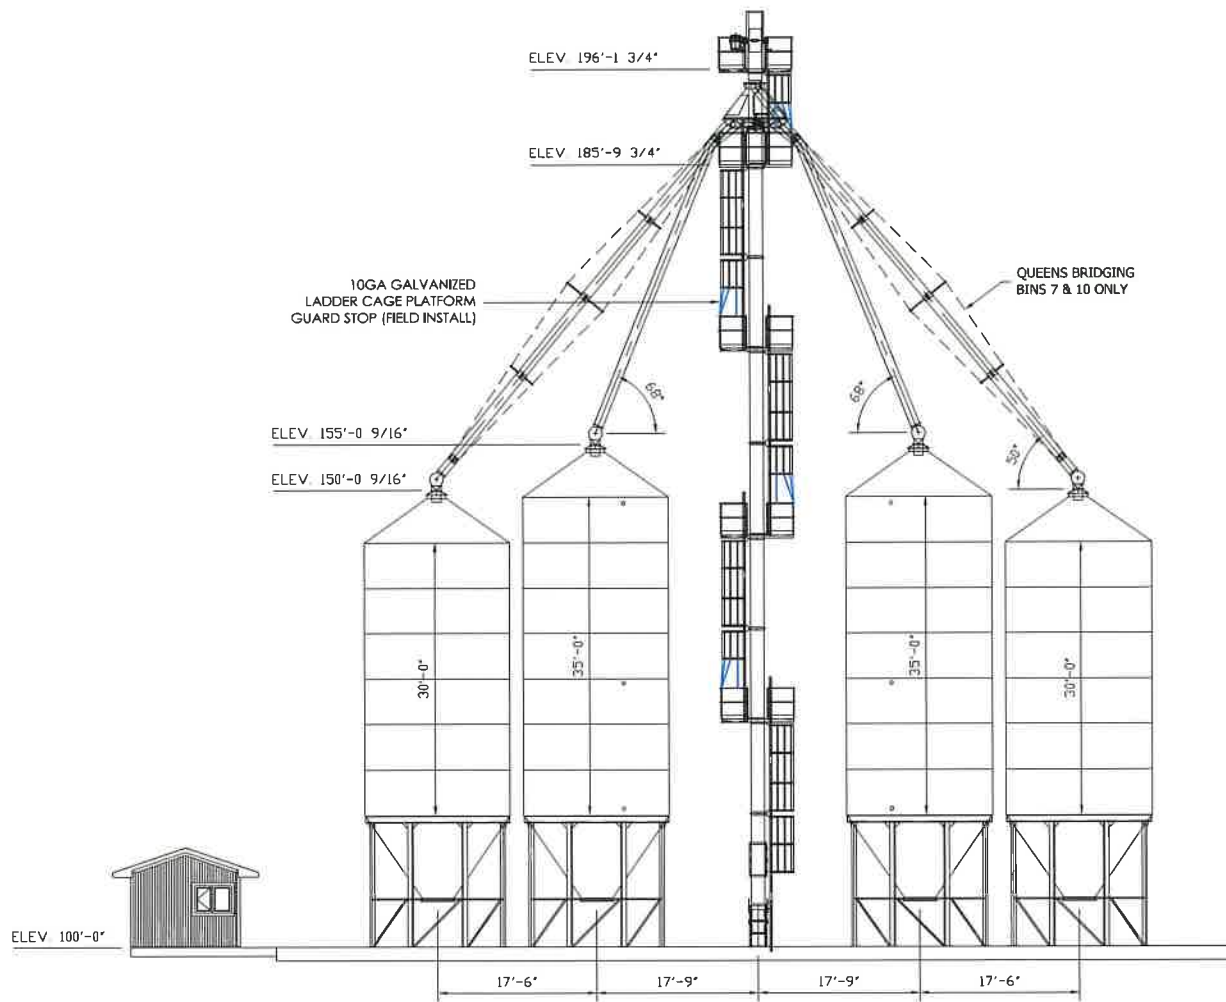 ELEV. 196'-1 3/4"
ELEV. 185'-9 3/4"
10GA GALVANIZED
LADDER CAGE PLATFORM
GUARD STOP (FIELD INSTALL)
QUEENS BRIDGING
BINS 7 & 10 ONLY
68°
68°
50°
ELEV. 155'-0 9/16"
ELEV. 150'-0 9/16"
30'-0"
35'-0"
35'-0"
30'-0"
ELEV. 100'-0"
17'-6"
17'-9"
17'-9"
17'-6"